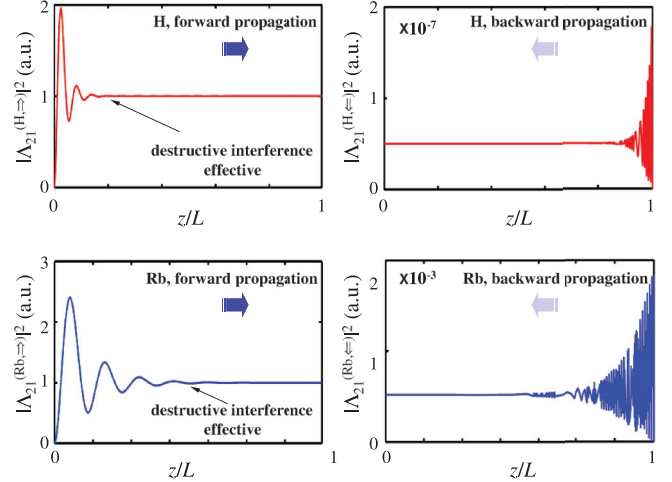 H, forward propagation
|Λ₂₁⁽ᴴ,⇒⁾|² (a.u.)
2
1
0
destructive interference
effective
0
1
z/L
×10⁻⁷
H, backward propagation
|Λ₂₁⁽ᴴ,⇐⁾|² (a.u.)
2
1
0
0
1
z/L
Rb, forward propagation
|Λ₂₁⁽ᴿᵇ,⇒⁾|² (a.u.)
3
2
1
0
destructive interference
effective
0
1
z/L
×10⁻³
Rb, backward propagation
|Λ₂₁⁽ᴿᵇ,⇐⁾|² (a.u.)
2
1
0
0
1
z/L